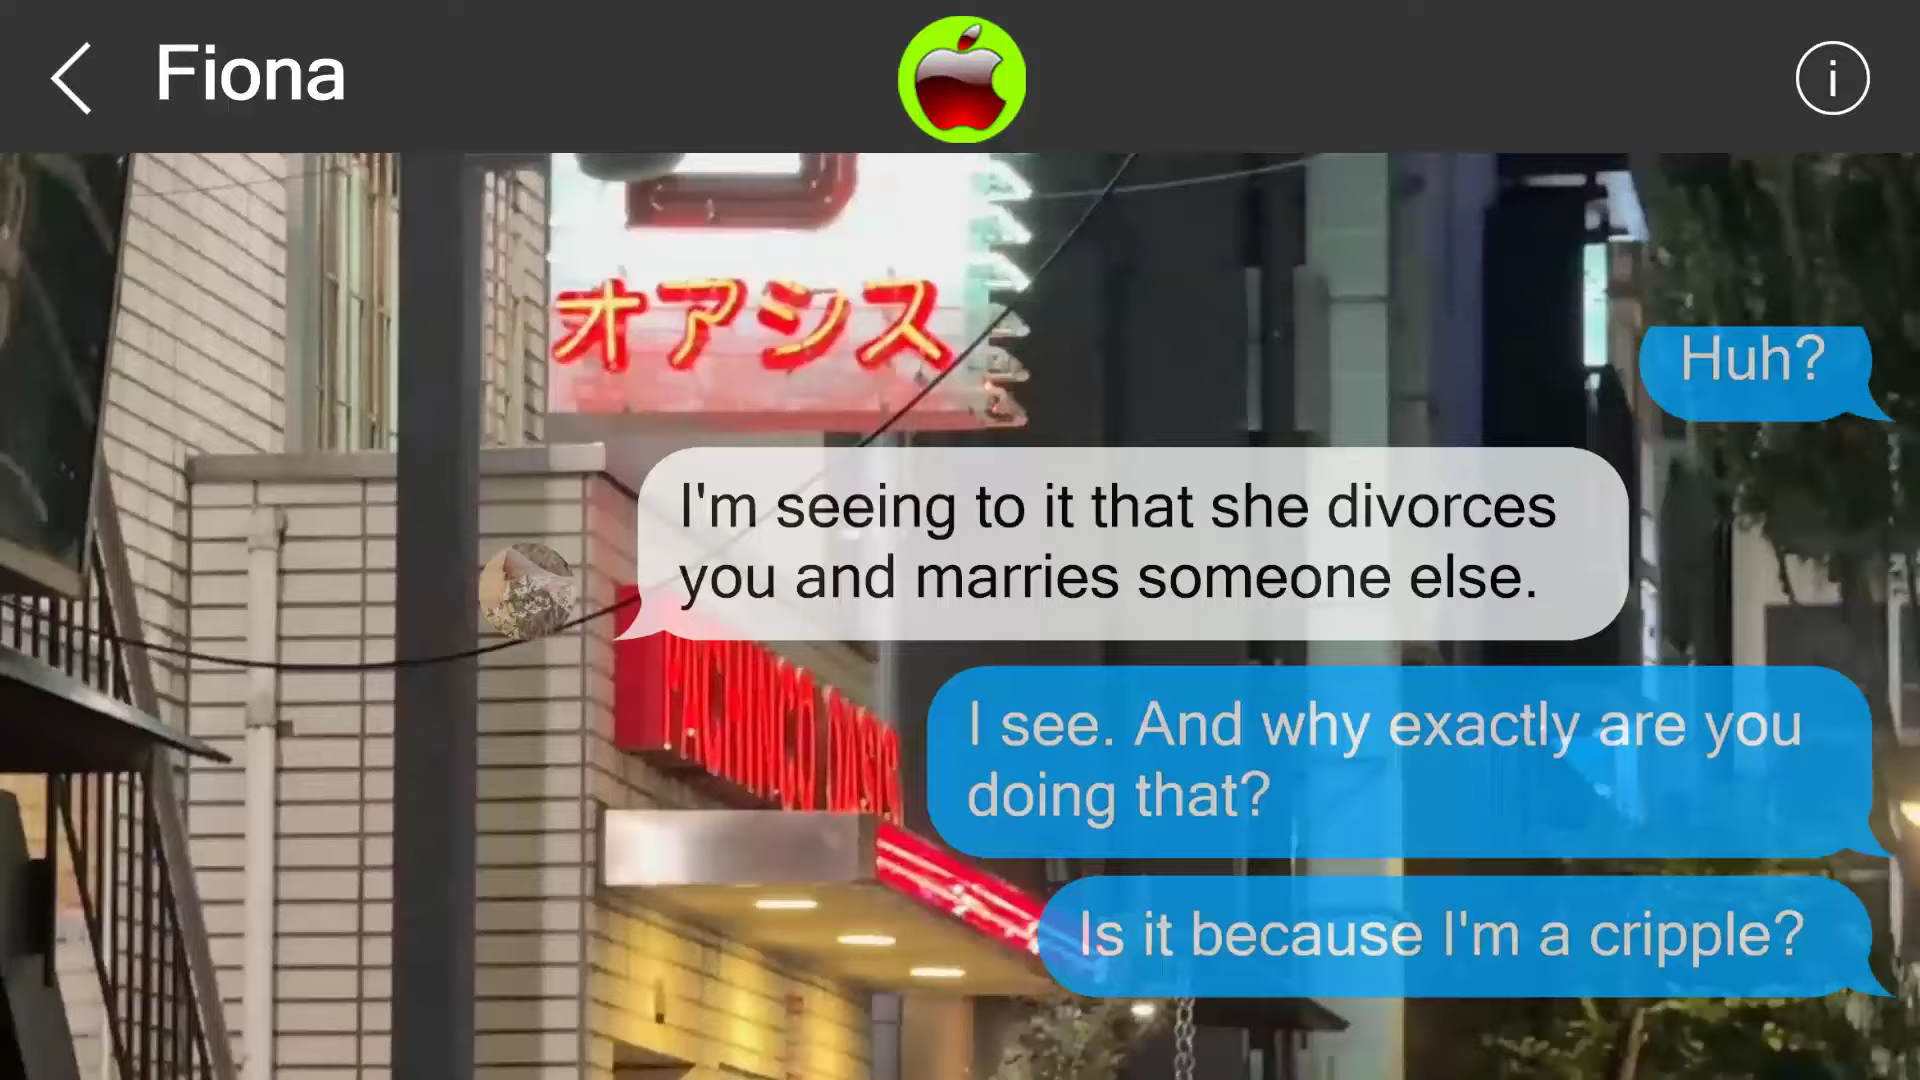 Fiona
i
オアシス
Huh?
I'm seeing to it that she divorces
you and marries someone else.
PACHINCO OASIS
I see. And why exactly are you
doing that?
Is it because I'm a cripple?